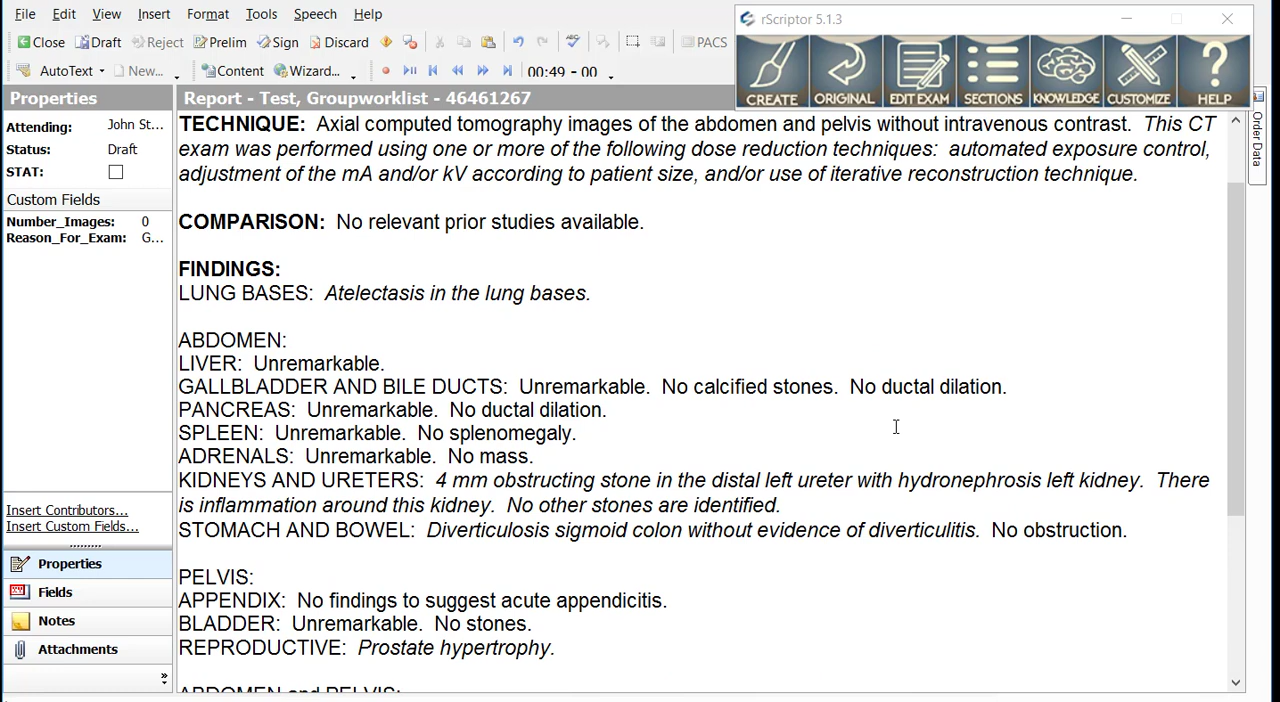 File Edit View Insert Format Tools Speech Help
rScriptor 5.1.3
Close Draft Reject Prelim Sign Discard PACS
AutoText New... Content Wizard... 00:49 - 00
CREATE ORIGINAL EDIT EXAM SECTIONS KNOWLEDGE CUSTOMIZE HELP
Properties
Attending: John St...
Status: Draft
STAT:
Custom Fields
Number_Images: 0
Reason_For_Exam: G...
Insert Contributors...
Insert Custom Fields...
Properties
Fields
Notes
Attachments
Report - Test, Groupworklist - 46461267
TECHNIQUE: Axial computed tomography images of the abdomen and pelvis without intravenous contrast. This CT
exam was performed using one or more of the following dose reduction techniques: automated exposure control,
adjustment of the mA and/or kV according to patient size, and/or use of iterative reconstruction technique.
COMPARISON: No relevant prior studies available.
FINDINGS:
LUNG BASES: Atelectasis in the lung bases.
ABDOMEN:
LIVER: Unremarkable.
GALLBLADDER AND BILE DUCTS: Unremarkable. No calcified stones. No ductal dilation.
PANCREAS: Unremarkable. No ductal dilation.
SPLEEN: Unremarkable. No splenomegaly.
ADRENALS: Unremarkable. No mass.
KIDNEYS AND URETERS: 4 mm obstructing stone in the distal left ureter with hydronephrosis left kidney. There
is inflammation around this kidney. No other stones are identified.
STOMACH AND BOWEL: Diverticulosis sigmoid colon without evidence of diverticulitis. No obstruction.
PELVIS:
APPENDIX: No findings to suggest acute appendicitis.
BLADDER: Unremarkable. No stones.
REPRODUCTIVE: Prostate hypertrophy.
ABDOMEN and PELVIS:
Order Data